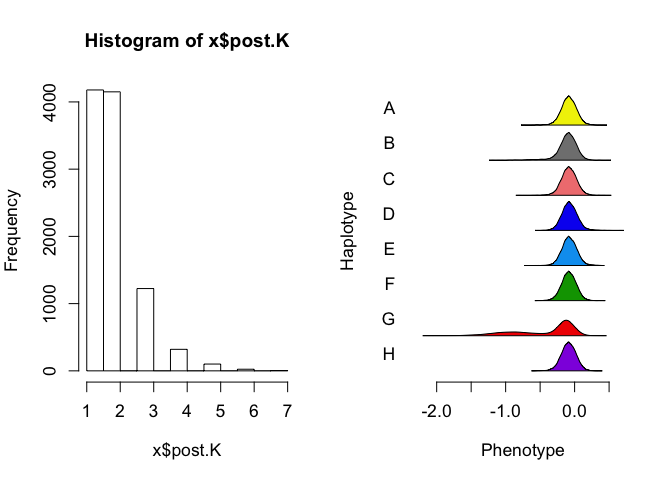 Histogram of x$post.K
Frequency
0
1000
2000
3000
4000
1 2 3 4 5 6 7
x$post.K
Haplotype
A
B
C
D
E
F
G
H
-2.0 -1.0 0.0
Phenotype